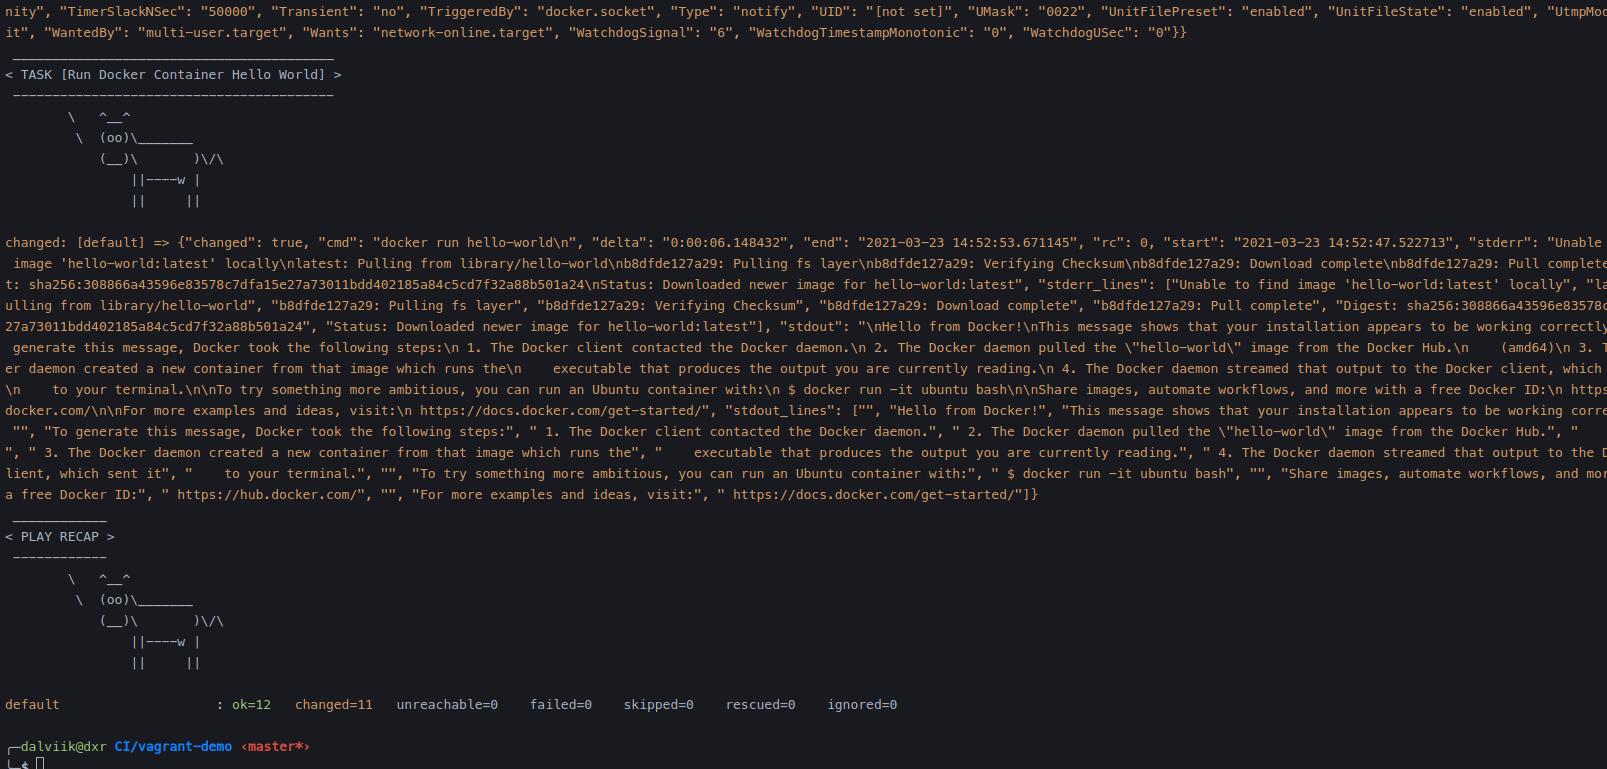 nity", "TimerSlackNSec": "50000", "Transient": "no", "TriggeredBy": "docker.socket", "Type": "notify", "UID": "[not set]", "UMask": "0022", "UnitFilePreset": "enabled", "UnitFileState": "enabled", "UtmpMod
it", "WantedBy": "multi-user.target", "Wants": "network-online.target", "WatchdogSignal": "6", "WatchdogTimestampMonotonic": "0", "WatchdogUSec": "0"}}
 _________________________________________
< TASK [Run Docker Container Hello World] >
 -----------------------------------------
        \   ^__^
         \  (oo)\_______
            (__)\       )\/\
                ||----w |
                ||     ||
changed: [default] => {"changed": true, "cmd": "docker run hello-world\n", "delta": "0:00:06.148432", "end": "2021-03-23 14:52:53.671145", "rc": 0, "start": "2021-03-23 14:52:47.522713", "stderr": "Unable
 image 'hello-world:latest' locally\nlatest: Pulling from library/hello-world\nb8dfde127a29: Pulling fs layer\nb8dfde127a29: Verifying Checksum\nb8dfde127a29: Download complete\nb8dfde127a29: Pull complete
t: sha256:308866a43596e83578c7dfa15e27a73011bdd402185a84c5cd7f32a88b501a24\nStatus: Downloaded newer image for hello-world:latest", "stderr_lines": ["Unable to find image 'hello-world:latest' locally", "la
ulling from library/hello-world", "b8dfde127a29: Pulling fs layer", "b8dfde127a29: Verifying Checksum", "b8dfde127a29: Download complete", "b8dfde127a29: Pull complete", "Digest: sha256:308866a43596e83578c
27a73011bdd402185a84c5cd7f32a88b501a24", "Status: Downloaded newer image for hello-world:latest"], "stdout": "\nHello from Docker!\nThis message shows that your installation appears to be working correctly
 generate this message, Docker took the following steps:\n 1. The Docker client contacted the Docker daemon.\n 2. The Docker daemon pulled the \"hello-world\" image from the Docker Hub.\n    (amd64)\n 3. T
er daemon created a new container from that image which runs the\n    executable that produces the output you are currently reading.\n 4. The Docker daemon streamed that output to the Docker client, which
\n    to your terminal.\n\nTo try something more ambitious, you can run an Ubuntu container with:\n $ docker run -it ubuntu bash\n\nShare images, automate workflows, and more with a free Docker ID:\n https
docker.com/\n\nFor more examples and ideas, visit:\n https://docs.docker.com/get-started/", "stdout_lines": ["", "Hello from Docker!", "This message shows that your installation appears to be working corre
 "", "To generate this message, Docker took the following steps:", " 1. The Docker client contacted the Docker daemon.", " 2. The Docker daemon pulled the \"hello-world\" image from the Docker Hub.", "
", " 3. The Docker daemon created a new container from that image which runs the", "    executable that produces the output you are currently reading.", " 4. The Docker daemon streamed that output to the D
lient, which sent it", "    to your terminal.", "", "To try something more ambitious, you can run an Ubuntu container with:", " $ docker run -it ubuntu bash", "", "Share images, automate workflows, and mor
a free Docker ID:", " https://hub.docker.com/", "", "For more examples and ideas, visit:", " https://docs.docker.com/get-started/"]}
 ____________
< PLAY RECAP >
 ------------
        \   ^__^
         \  (oo)\_______
            (__)\       )\/\
                ||----w |
                ||     ||
default                    : ok=12   changed=11   unreachable=0    failed=0    skipped=0    rescued=0    ignored=0
╭─dalviik@dxr CI/vagrant-demo ‹master*›
╰─$